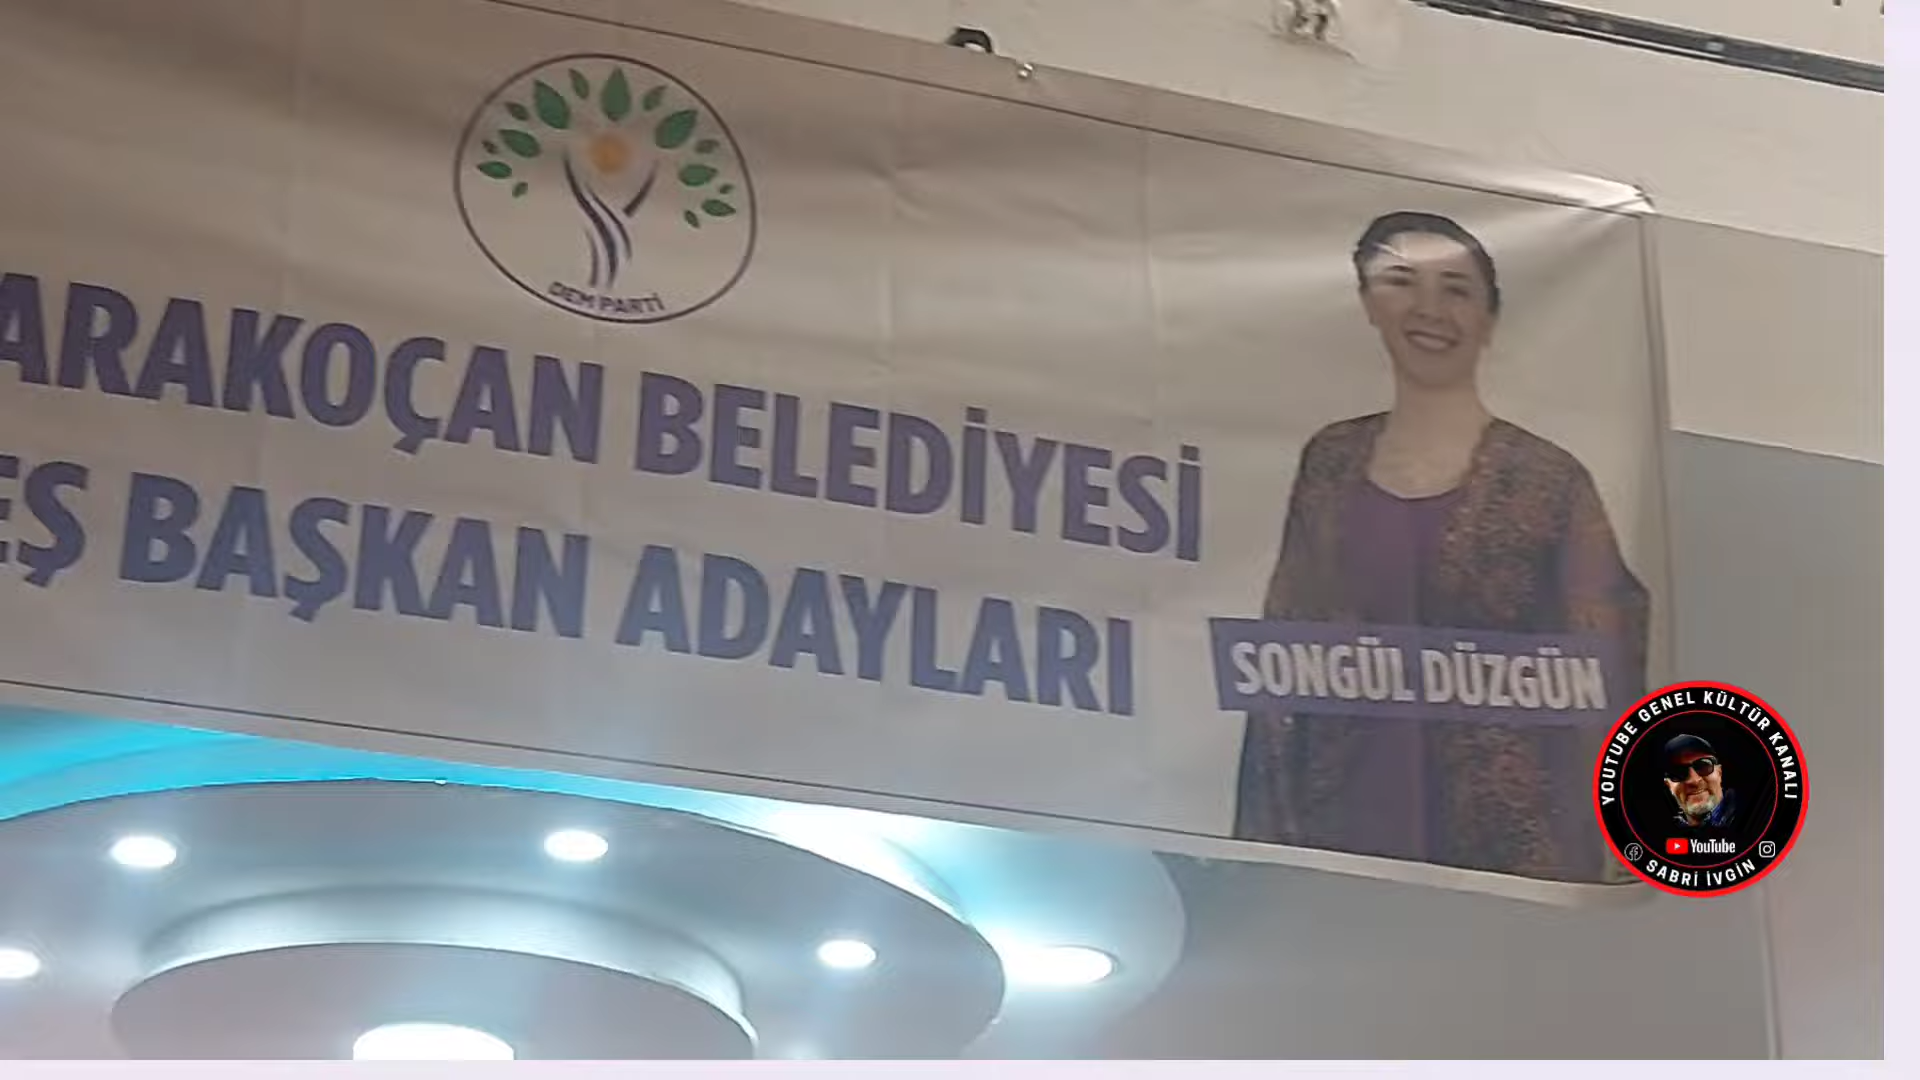 DEM PARTİ
ARAKOÇAN BELEDİYESİ
EŞ BAŞKAN ADAYLARI
SONGÜL DÜZGÜN
YOUTUBE GENEL KÜLTÜR KANALI
YouTube
SABRİ İVGİN